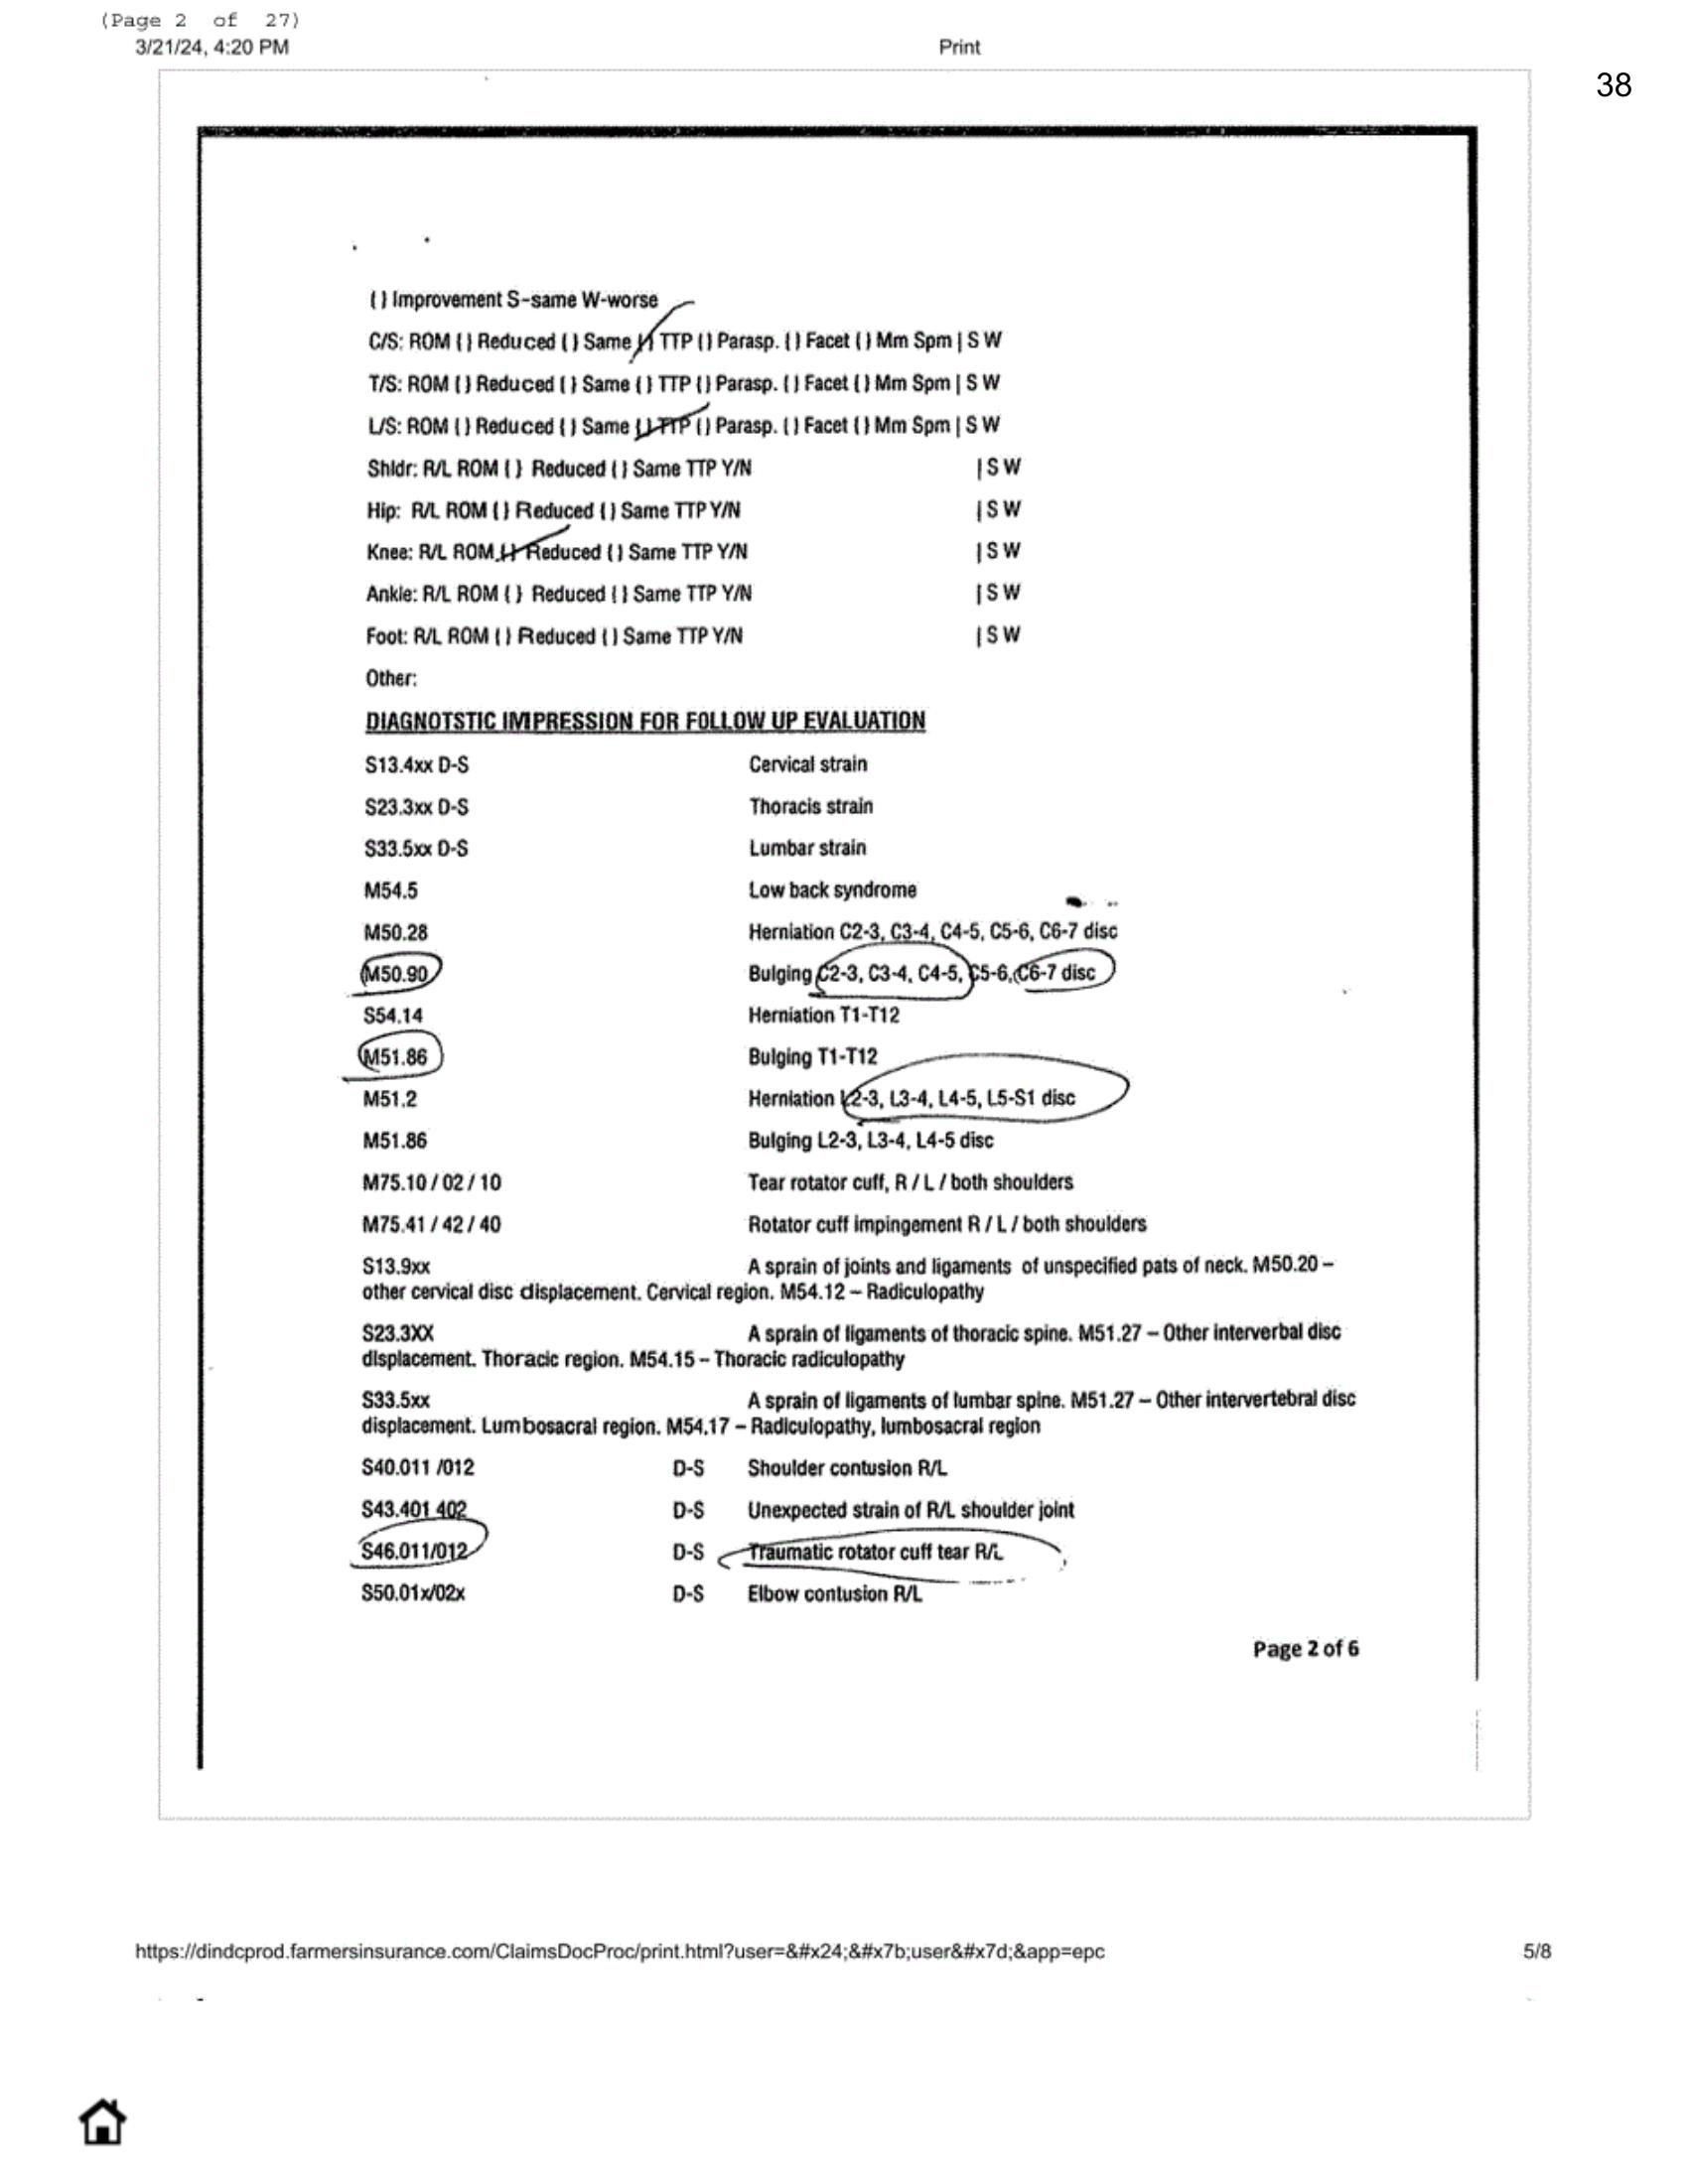 (Page 2 of 27)
3/21/24, 4:20 PM Print
38
( ) Improvement S-same W-worse
C/S: ROM ( ) Reduced ( ) Same ( ) TTP ( ) Parasp. ( ) Facet ( ) Mm Spm | S W
T/S: ROM ( ) Reduced ( ) Same ( ) TTP ( ) Parasp. ( ) Facet ( ) Mm Spm | S W
L/S: ROM ( ) Reduced ( ) Same ( ) TTP ( ) Parasp. ( ) Facet ( ) Mm Spm | S W
Shldr: R/L ROM ( ) Reduced ( ) Same TTP Y/N | S W
Hip: R/L ROM ( ) Reduced ( ) Same TTP Y/N | S W
Knee: R/L ROM ( ) Reduced ( ) Same TTP Y/N | S W
Ankle: R/L ROM ( ) Reduced ( ) Same TTP Y/N | S W
Foot: R/L ROM ( ) Reduced ( ) Same TTP Y/N | S W
Other:
DIAGNOTSTIC IMPRESSION FOR FOLLOW UP EVALUATION
S13.4xx D-S Cervical strain
S23.3xx D-S Thoracis strain
S33.5xx D-S Lumbar strain
M54.5 Low back syndrome
M50.28 Herniation C2-3, C3-4, C4-5, C5-6, C6-7 disc
M50.90 Bulging C2-3, C3-4, C4-5, C5-6, C6-7 disc
S54.14 Herniation T1-T12
M51.86 Bulging T1-T12
M51.2 Herniation L2-3, L3-4, L4-5, L5-S1 disc
M51.86 Bulging L2-3, L3-4, L4-5 disc
M75.10 / 02 / 10 Tear rotator cuff, R / L / both shoulders
M75.41 / 42 / 40 Rotator cuff impingement R / L / both shoulders
S13.9xx A sprain of joints and ligaments of unspecified pats of neck. M50.20 –
other cervical disc displacement. Cervical region. M54.12 – Radiculopathy
S23.3XX A sprain of ligaments of thoracic spine. M51.27 – Other interverbal disc
displacement. Thoracic region. M54.15 – Thoracic radiculopathy
S33.5xx A sprain of ligaments of lumbar spine. M51.27 – Other intervertebral disc
displacement. Lumbosacral region. M54.17 – Radiculopathy, lumbosacral region
S40.011 /012 D-S Shoulder contusion R/L
S43.401 402 D-S Unexpected strain of R/L shoulder joint
S46.011/012 D-S Traumatic rotator cuff tear R/L
S50.01x/02x D-S Elbow contusion R/L
Page 2 of 6
https://dindcprod.farmersinsurance.com/ClaimsDocProc/print.html?user=&#x24;&#x7b;user&#x7d;&app=epc 5/8